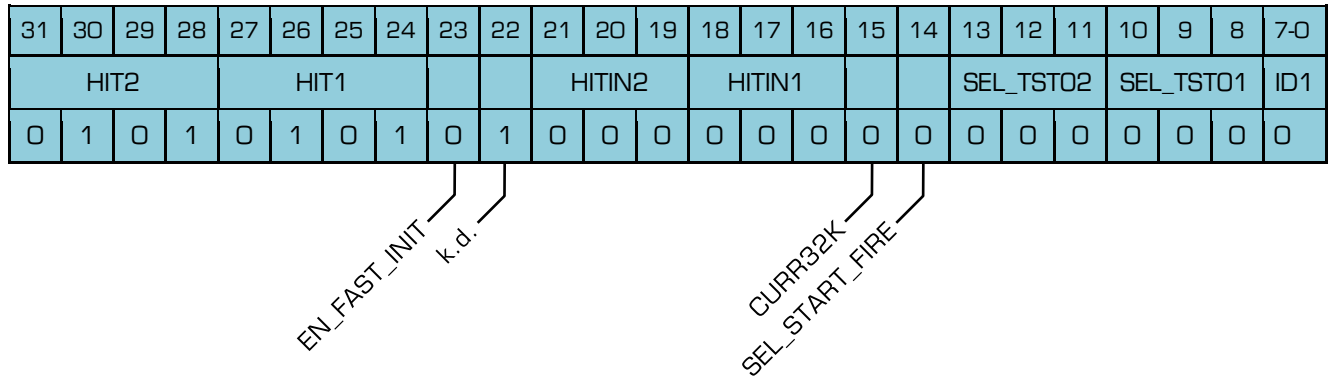 31 30 29 28 27 26 25 24 23 22 21 20 19 18 17 16 15 14 13 12 11 10 9 8 7-0
HIT2 HIT1 HITIN2 HITIN1 SEL_TSTO2 SEL_TSTO1 ID1
0 1 0 1 0 1 0 1 0 1 0 0 0 0 0 0 0 0 0 0 0 0 0 0 0
EN_FAST_INIT
k.d.
CURR32K
SEL_START_FIRE